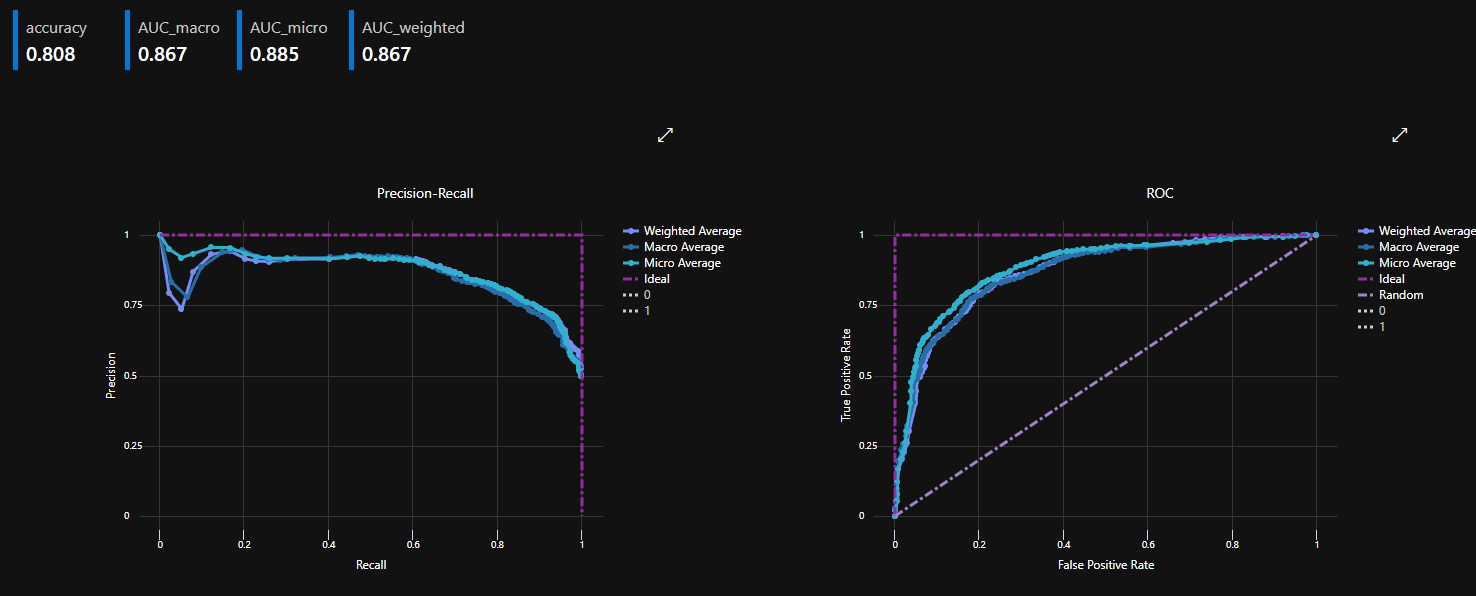 accuracy
0.808
AUC_macro
0.867
AUC_micro
0.885
AUC_weighted
0.867
Precision-Recall
Precision
1
0.75
0.5
0.25
0
0 0.2 0.4 0.6 0.8 1
Recall
Weighted Average
Macro Average
Micro Average
Ideal
0
1
ROC
True Positive Rate
1
0.75
0.5
0.25
0
0 0.2 0.4 0.6 0.8 1
False Positive Rate
Weighted Average
Macro Average
Micro Average
Ideal
Random
0
1